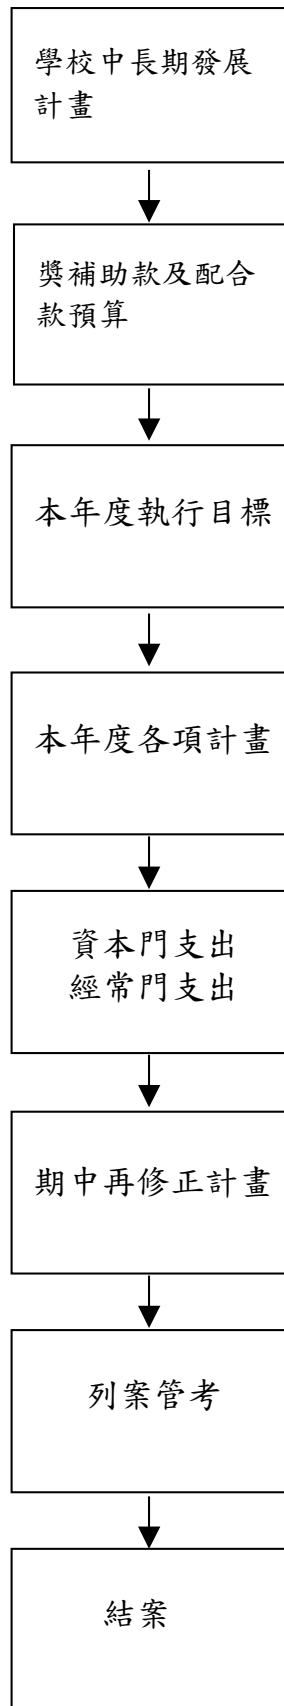 學校中長期發展
計畫
獎補助款及配合
款預算
本年度執行目標
本年度各項計畫
資本門支出
經常門支出
期中再修正計畫
列案管考
結案